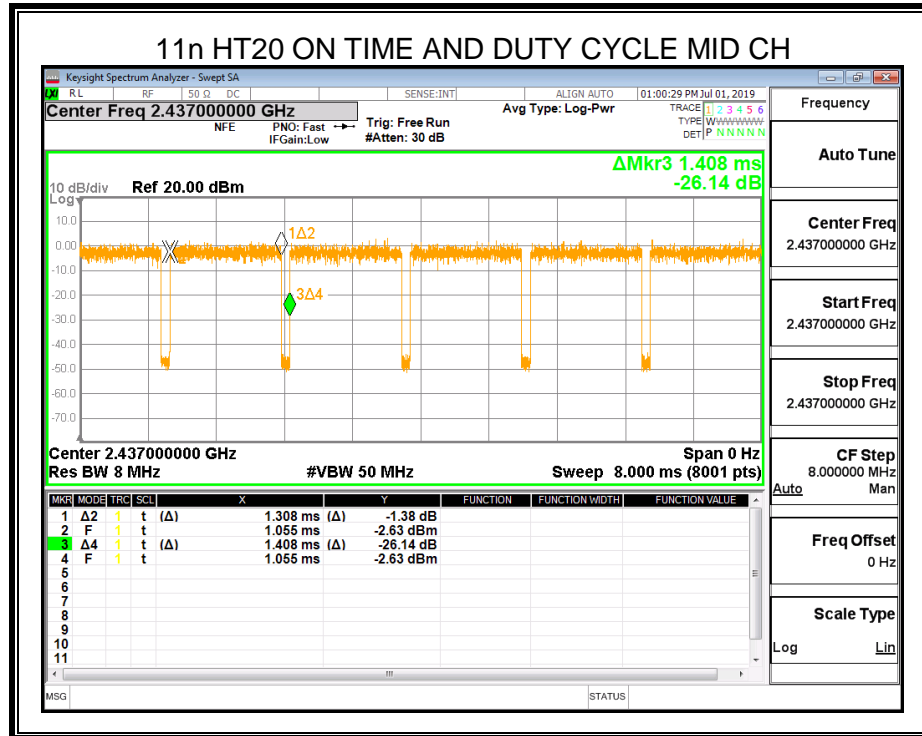 11n HT20 ON TIME AND DUTY CYCLE MID CH
Keysight Spectrum Analyzer - Swept SA
LXI RL RF 50 Ω DC SENSE:INT ALIGN AUTO 01:00:29 PM Jul 01, 2019
Center Freq 2.437000000 GHz
NFE
PNO: Fast
IFGain:Low
Trig: Free Run
#Atten: 30 dB
Avg Type: Log-Pwr
TRACE 1 2 3 4 5 6
TYPE WWWWWW
DET P N N N N N
ΔMkr3 1.408 ms
-26.14 dB
10 dB/div Ref 20.00 dBm
Log
10.0
0.00
-10.0
-20.0
-30.0
-40.0
-50.0
-60.0
-70.0
1Δ2
3Δ4
Center 2.437000000 GHz Span 0 Hz
Res BW 8 MHz #VBW 50 MHz Sweep 8.000 ms (8001 pts)
MKR MODE TRC SCL X Y FUNCTION FUNCTION WIDTH FUNCTION VALUE
1 Δ2 1 t (Δ) 1.308 ms (Δ) -1.38 dB
2 F 1 t 1.055 ms -2.63 dBm
3 Δ4 1 t (Δ) 1.408 ms (Δ) -26.14 dB
4 F 1 t 1.055 ms -2.63 dBm
5
6
7
8
9
10
11
MSG STATUS
Frequency
Auto Tune
Center Freq
2.437000000 GHz
Start Freq
2.437000000 GHz
Stop Freq
2.437000000 GHz
CF Step
8.000000 MHz
Auto Man
Freq Offset
0 Hz
Scale Type
Log Lin